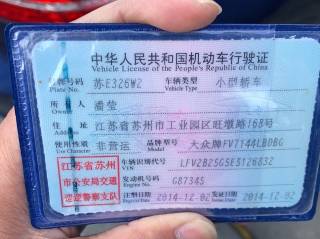 中华人民共和国机动车行驶证
Vehicle License of the People's Republic of China
号牌号码 苏E326W2 车辆类型 小型轿车
Plate No. Vehicle Type
所有人 潘莹
Owner
住址 江苏省苏州市工业园区旺墩路168号
Address
使用性质 非营运 品牌型号 大众牌FV7144LBDBG
Use Character Model
江苏省苏州 车辆识别代号 LFV2B25G5E5126832
VIN
市公安局交通 发动机号码 G87345
Engine No.
巡逻警察支队 注册日期 2014-12-02 发证日期 2014-12-02
Register Date Issue Date